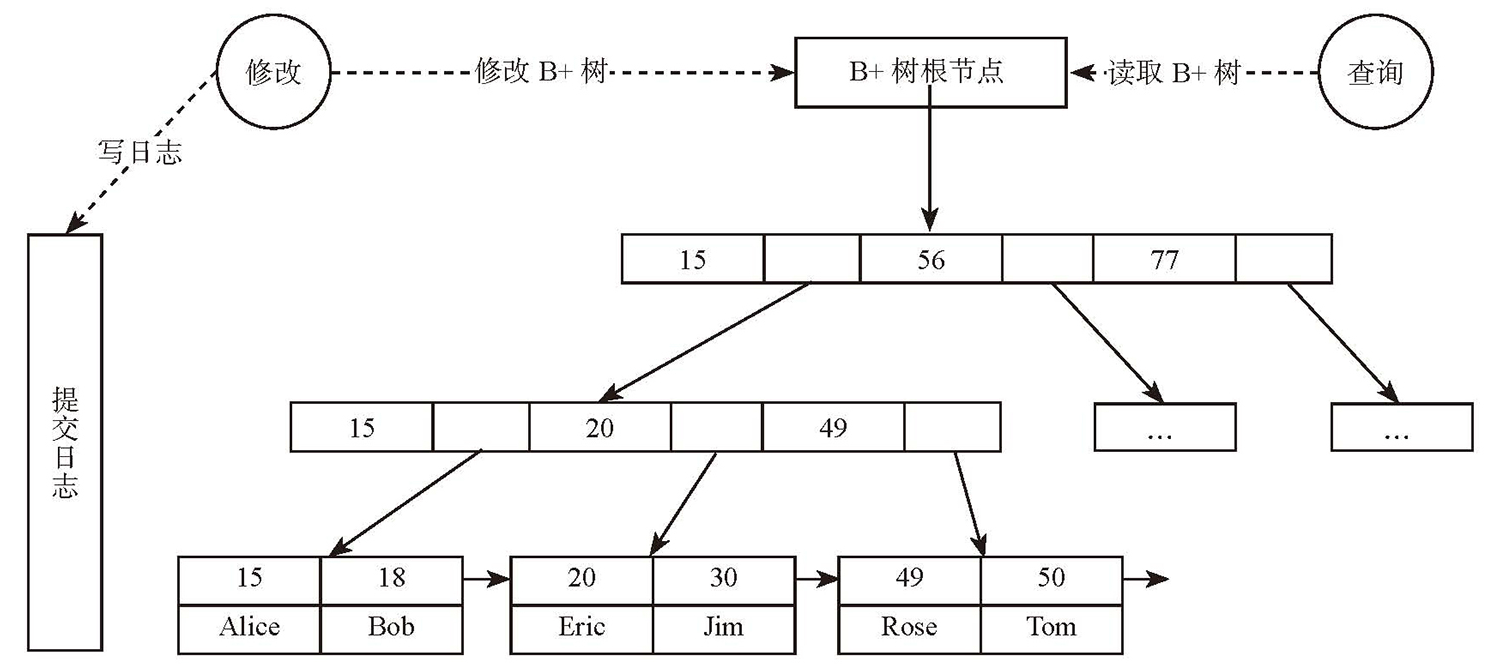 修改
修改 B+ 树
B+ 树根节点
读取 B+ 树
查询
写日志
15 56 77
提交日志
15 20 49
...
...
15 18
Alice Bob
20 30
Eric Jim
49 50
Rose Tom